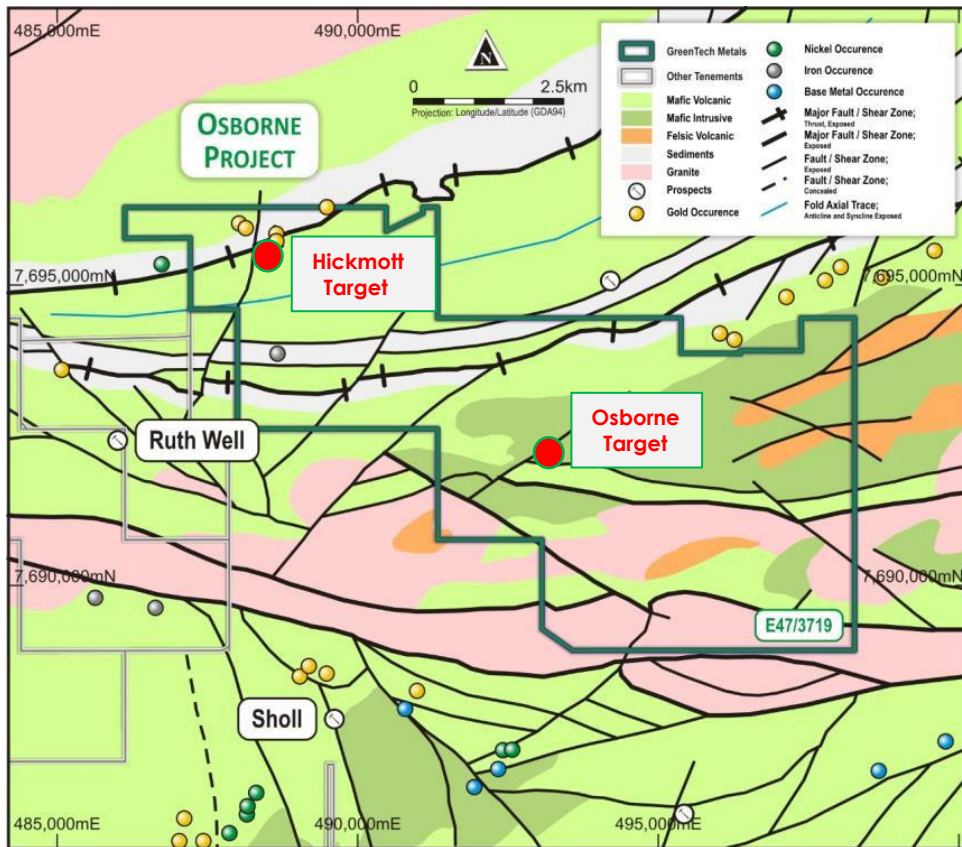 485,000mE
490,000mE
N
0
2.5km
Projection: Longitude/Latitude (GDA94)
OSBORNE
PROJECT
GreenTech Metals
Other Tenements
Mafic Volcanic
Mafic Intrusive
Felsic Volcanic
Sediments
Granite
Prospects
Gold Occurence
Nickel Occurence
Iron Occurence
Base Metal Occurence
Major Fault / Shear Zone;
Thrust, Exposed
Major Fault / Shear Zone;
Exposed
Fault / Shear Zone;
Exposed
Fault / Shear Zone;
Concealed
Fold Axial Trace;
Anticline and Syncline Exposed
Hickmott
Target
7,695,000mN
7,695,000mN
Osborne
Target
Ruth Well
7,690,000mN
7,690,000mN
E47/3719
Sholl
485,000mE
490,000mE
495,000mE